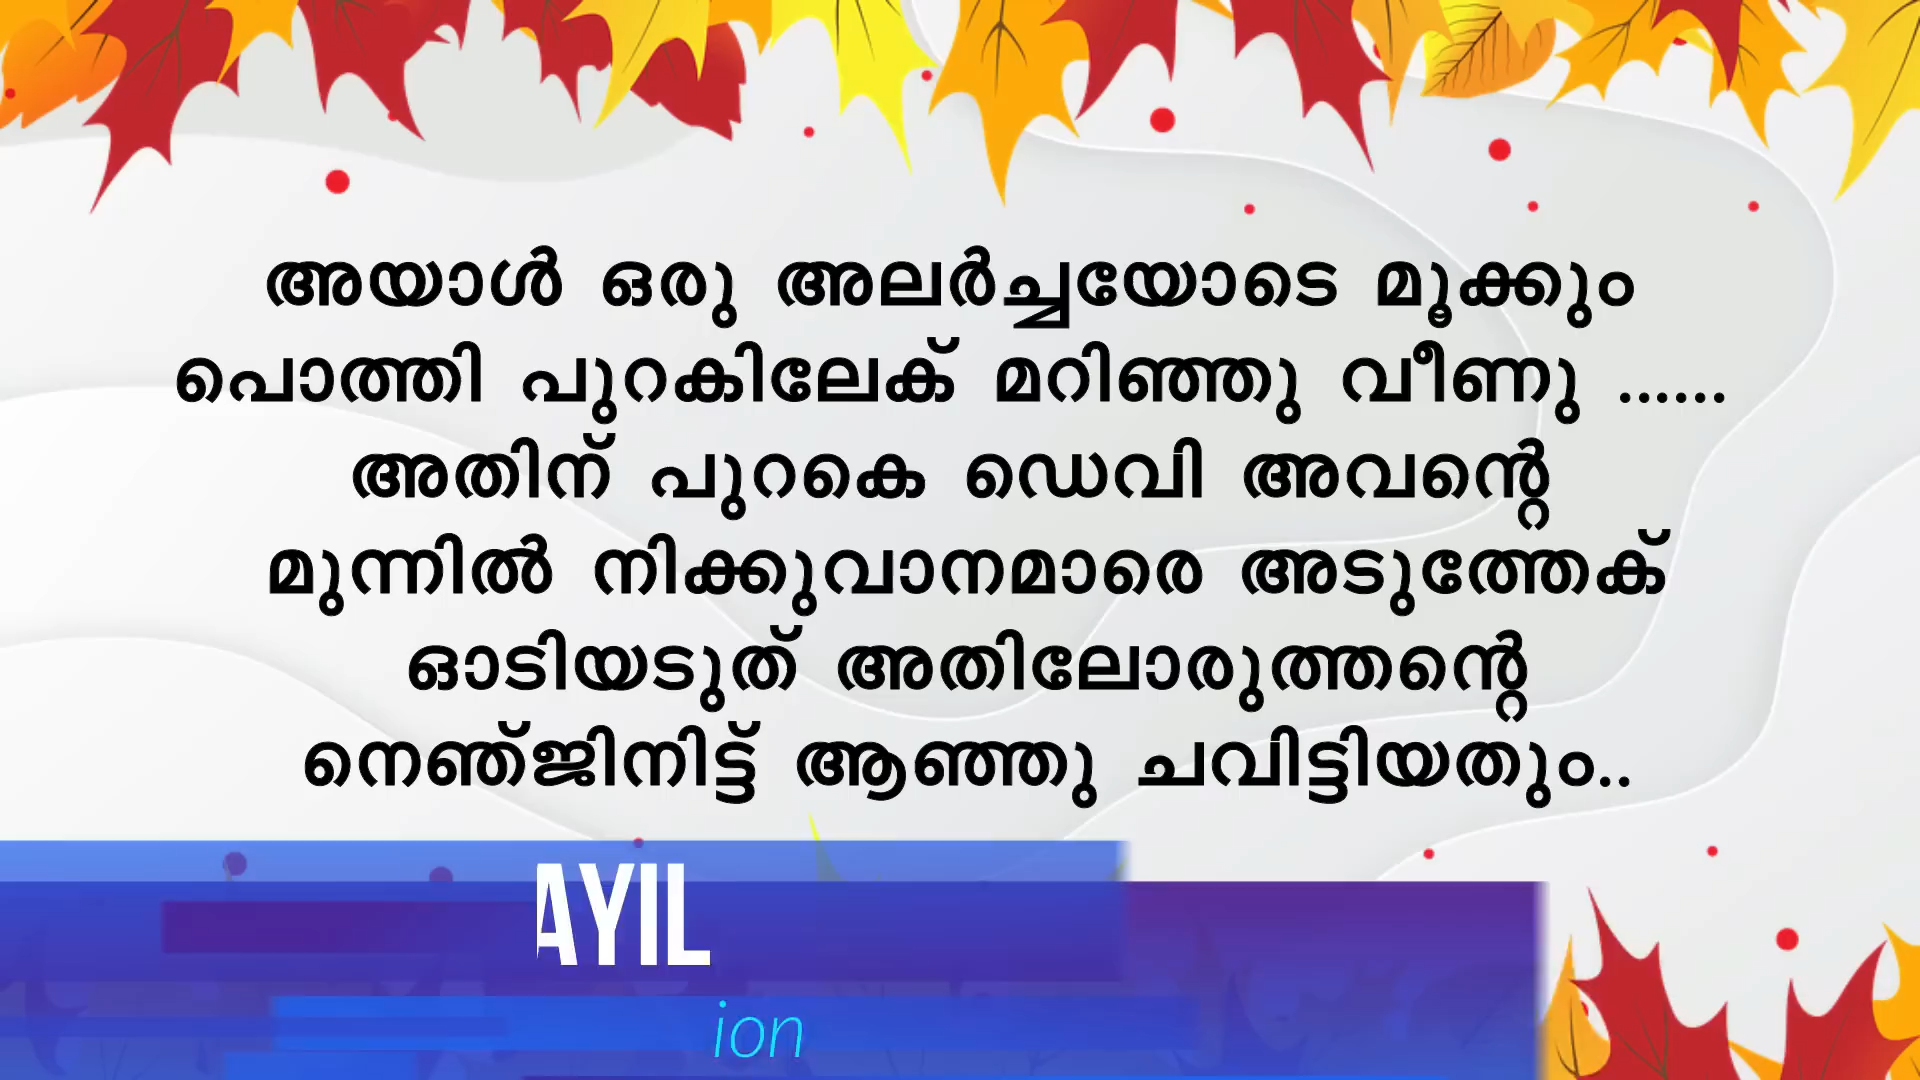 അയാൾ ഒരു അലർച്ചയോടെ മൂക്കും
പൊത്തി പുറകിലേക് മറിഞ്ഞു വീണു ......
അതിന് പുറകെ ഡെവി അവന്റെ
മുന്നിൽ നിക്കുവാനമാരെ അടുത്തേക്
ഓടിയടുത് അതിലോരുത്തന്റെ
നെഞ്ജിനിട്ട് ആഞ്ഞു ചവിട്ടിയതും..
AYIL
ion